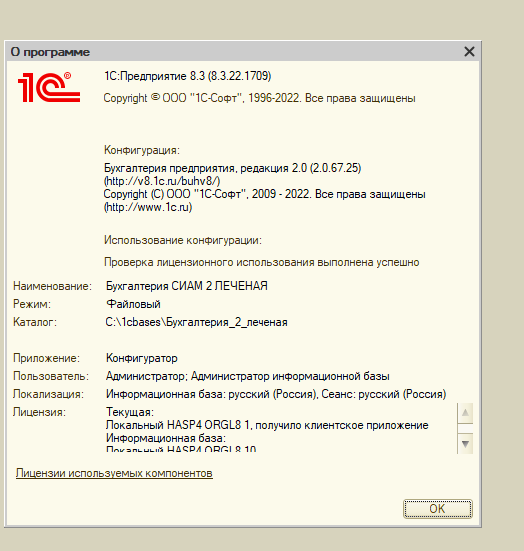 О программе
1С®
1С:Предприятие 8.3 (8.3.22.1709)
Copyright © ООО "1С-Софт", 1996-2022. Все права защищены
Конфигурация:
Бухгалтерия предприятия, редакция 2.0 (2.0.67.25)
(http://v8.1c.ru/buhv8/)
Copyright (С) ООО "1С-Софт", 2009 - 2022. Все права защищены
(http://www.1c.ru)
Использование конфигурации:
Проверка лицензионного использования выполнена успешно
Наименование: Бухгалтерия СИАМ 2 ЛЕЧЕНАЯ
Режим: Файловый
Каталог: C:\1cbases\Бухгалтерия_2_леченая
Приложение: Конфигуратор
Пользователь: Администратор; Администратор информационной базы
Локализация: Информационная база: русский (Россия), Сеанс: русский (Россия)
Лицензия: Текущая:
Локальный HASP4 ORGL8 1, получило клиентское приложение
Информационная база:
Локальный HASP4 ORGL8 10
Лицензии используемых компонентов
OK